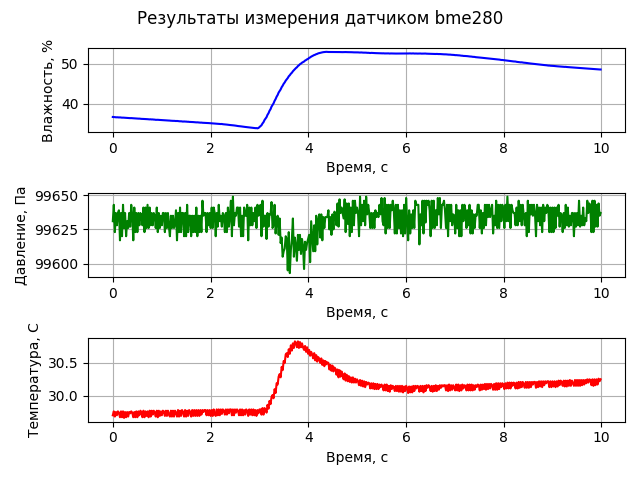 Результаты измерения датчиком bme280
Влажность, %
50
40
0 2 4 6 8 10
Время, с
Давление, Па
99650
99625
99600
0 2 4 6 8 10
Время, с
Температура, С
30.5
30.0
0 2 4 6 8 10
Время, с